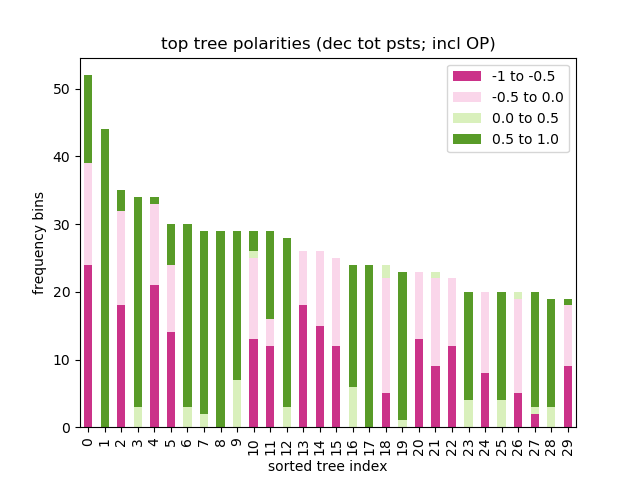 top tree polarities (dec tot psts; incl OP)
-1 to -0.5
-0.5 to 0.0
0.0 to 0.5
0.5 to 1.0
frequency bins
50
40
30
20
10
0
0 1 2 3 4 5 6 7 8 9 10 11 12 13 14 15 16 17 18 19 20 21 22 23 24 25 26 27 28 29
sorted tree index